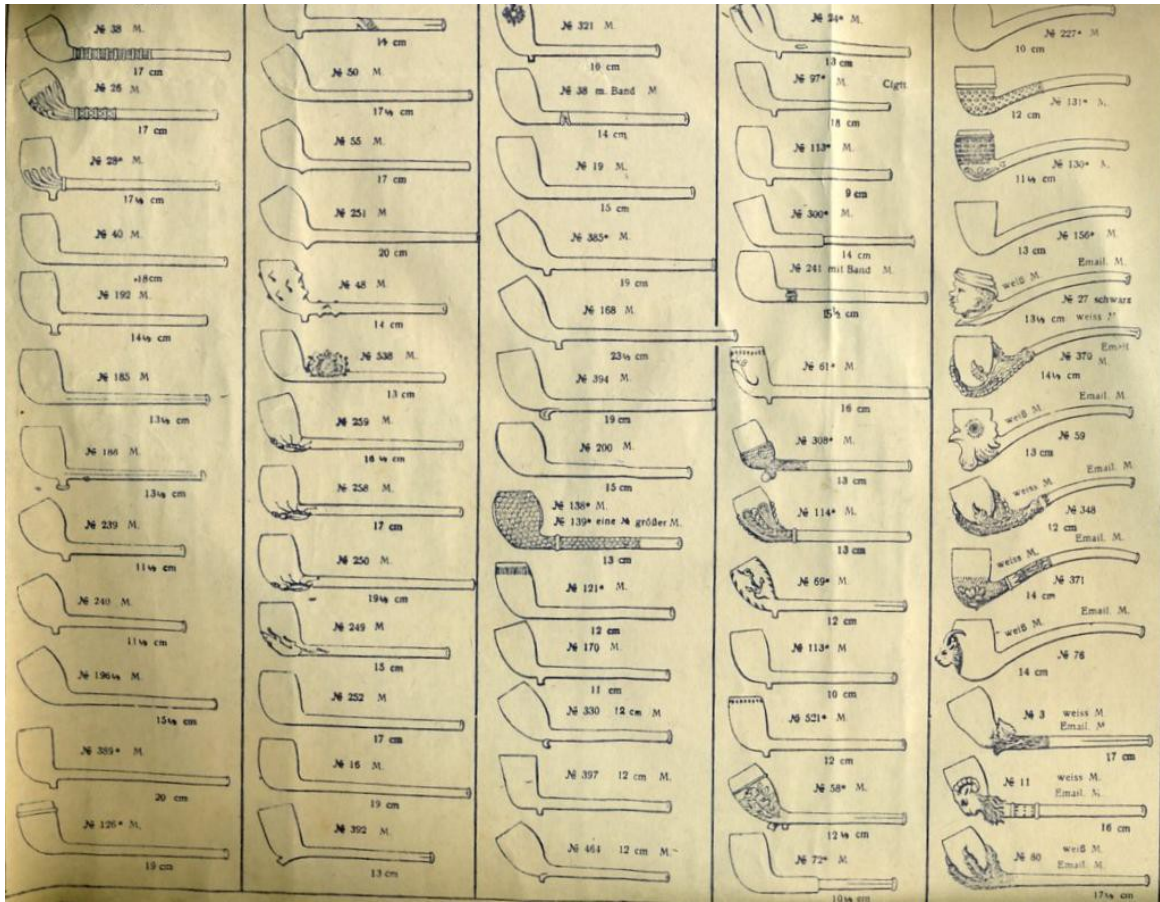 № 38 M.
17 cm
№ 26 M
17 cm
№ 28* M.
17½ cm
№ 40 M.
18cm
№ 192 M.
14½ cm
№ 185 M
13½ cm
№ 186 M.
13½ cm
№ 239 M.
11½ cm
№ 240 M.
11½ cm
№ 196½ M.
15½ cm
№ 389* M.
20 cm
№ 126* M.
19 cm
cm
№ 50 M.
17½ cm
№ 55 M.
17 cm
№ 251 M
20 cm
№ 48 M.
14 cm
№ 538 M.
13 cm
№ 259 M.
16½ cm
№ 258 M.
17 cm
№ 250 M.
19½ cm
№ 249 M
15 cm
№ 252 M.
17 cm
№ 16 M.
19 cm
№ 392 M.
13 cm
№ 321 M.
10 cm
№ 38 m. Band M
14 cm
№ 19 M.
15 cm
№ 385* M.
19 cm
№ 168 M.
23½ cm
№ 394 M.
19 cm
№ 200 M.
15 cm
№ 138* M.
№ 139* eine № größer M.
13 cm
№ 121* M.
12 cm
№ 170 M.
11 cm
№ 330 12 cm M
№ 397 12 cm M.
№ 464 12 cm M.
№ 24* M.
13 cm
№ 97* M. Cigtt.
18 cm
№ 113* M.
9 cm
№ 300* M.
14 cm
№ 241 mit Band M.
15½ cm
№ 61* M.
16 cm
№ 308* M.
13 cm
№ 114* M.
13 cm
№ 69* M.
12 cm
№ 113* M
10 cm
№ 521* M
12 cm
№ 58* M.
12½ cm
№ 72* M
10½ cm
№ 227* M.
10 cm
№ 131* M.
12 cm
№ 130* M.
11½ cm
№ 156* M.
13 cm
Email. M.
weiß M.
№ 27 schwarz
13½ cm weiss M
Email
№ 370 M.
14½ cm
Email. M.
weiß M.
№ 59
13 cm
Email. M.
weiss M.
№ 348
12 cm
Email. M.
weiss M.
№ 371
14 cm
Email. M.
weiß M.
№ 76
14 cm
№ 3 weiss M
Email. M
17 cm
№ 11 weiss M.
Email. M.
16 cm
№ 80 weiß M.
Email. M.
17½ cm